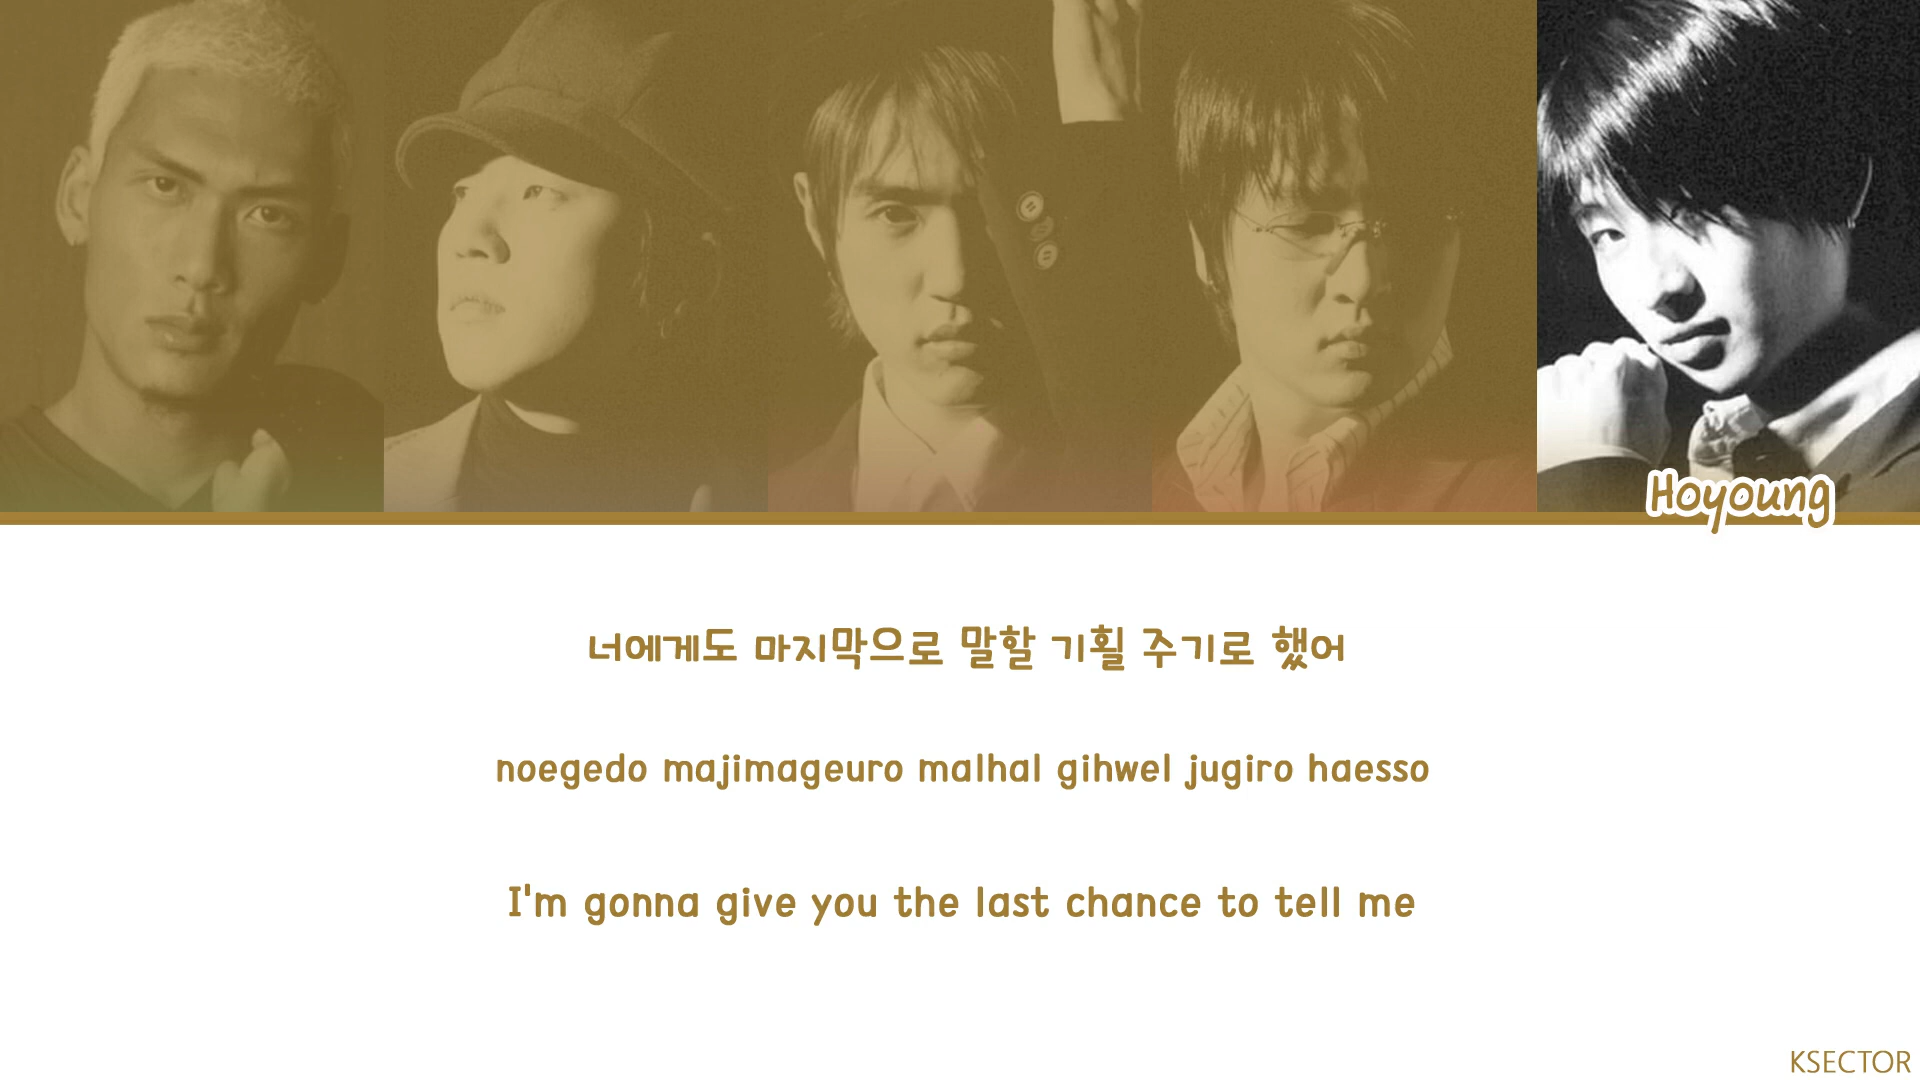 Hoyoung
너에게도 마지막으로 말할 기횔 주기로 했어
noegedo majimageuro malhal gihwel jugiro haesso
I'm gonna give you the last chance to tell me
KSECTOR